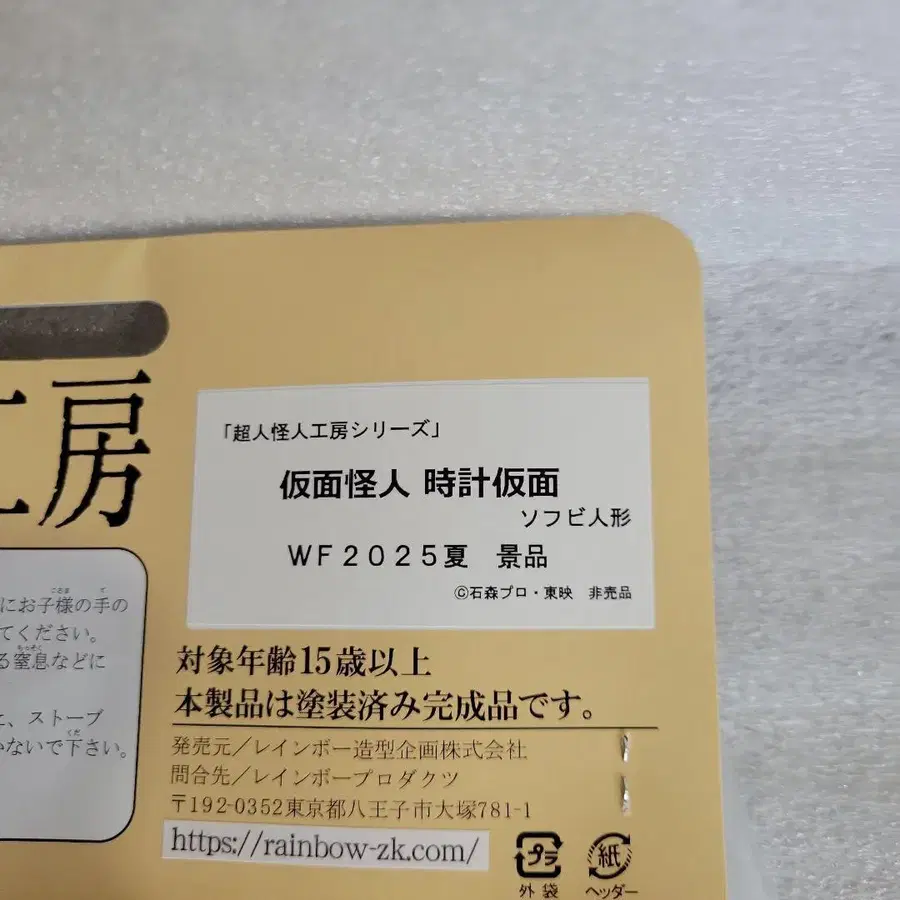 工房
「超人怪人工房シリーズ」
仮面怪人 時計仮面
ソフビ人形
WF2025夏 景品
©石森プロ・東映 非売品
にお子様の手の
てください。
る窒息などに
、ストーブ
かないで下さい。
対象年齢15歳以上
本製品は塗装済み完成品です。
発売元/レインボー造型企画株式会社
問合先/レインボープロダクツ
〒192-0352東京都八王子市大塚781-1
https://rainbow-zk.com/
プラ
外袋
紙
ヘッダー